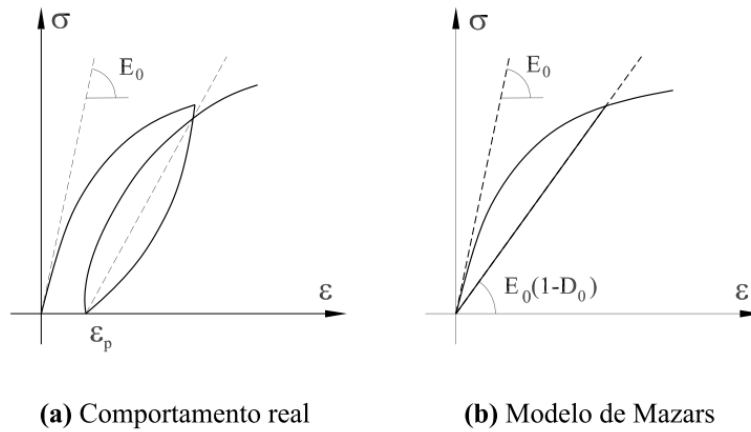 σ
E₀
ε
εₚ
(a) Comportamento real
σ
E₀
E₀(1-D₀)
ε
(b) Modelo de Mazars